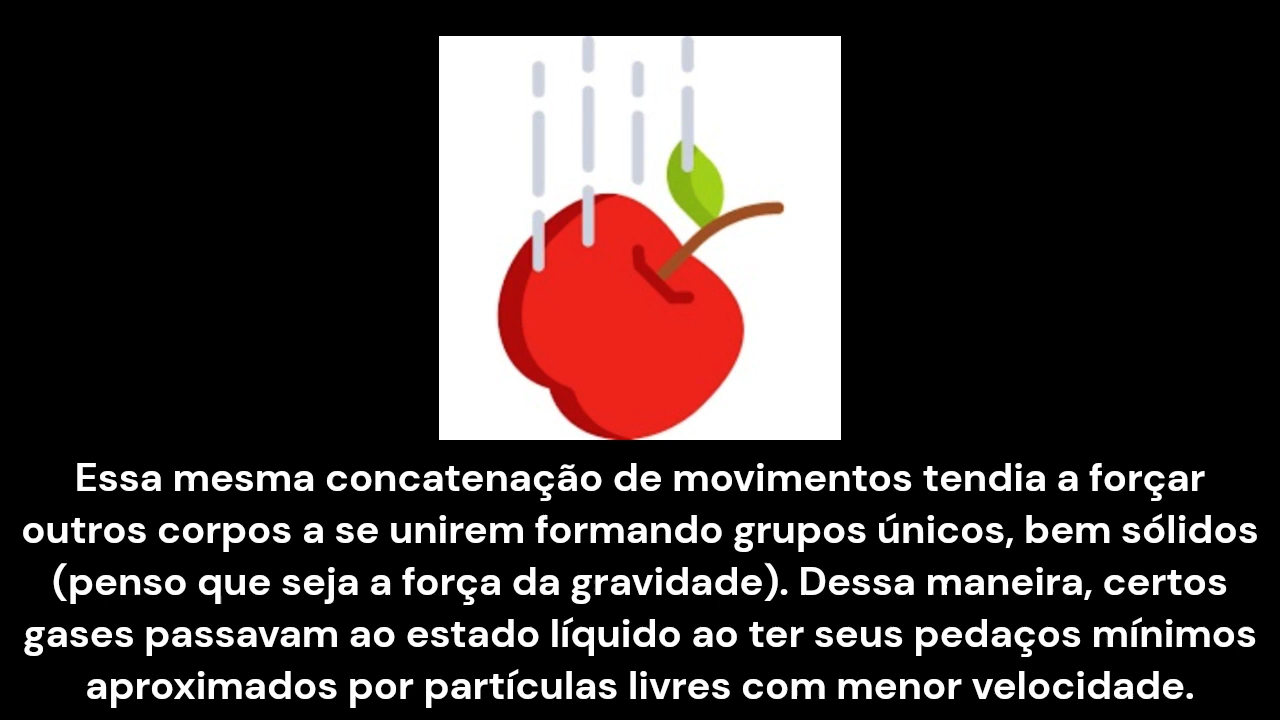 Essa mesma concatenação de movimentos tendia a forçar
outros corpos a se unirem formando grupos únicos, bem sólidos
(penso que seja a força da gravidade). Dessa maneira, certos
gases passavam ao estado líquido ao ter seus pedaços mínimos
aproximados por partículas livres com menor velocidade.